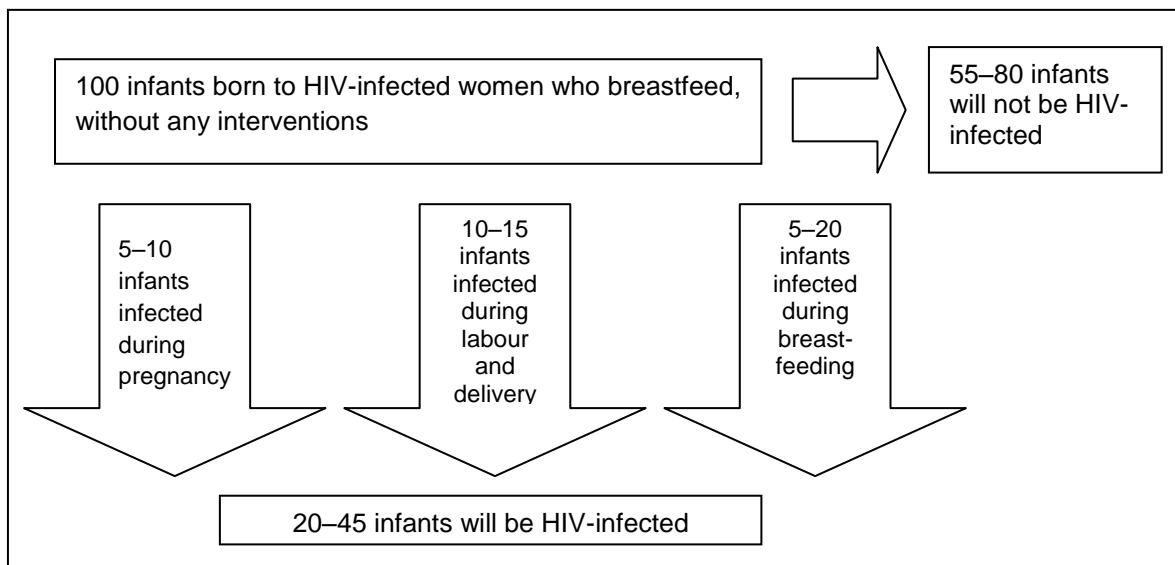 100 infants born to HIV-infected women who breastfeed,
without any interventions
55–80 infants
will not be HIV-
infected
5–10
infants
infected
during
pregnancy
10–15
infants
infected
during
labour
and
delivery
5–20
infants
infected
during
breast-
feeding
20–45 infants will be HIV-infected